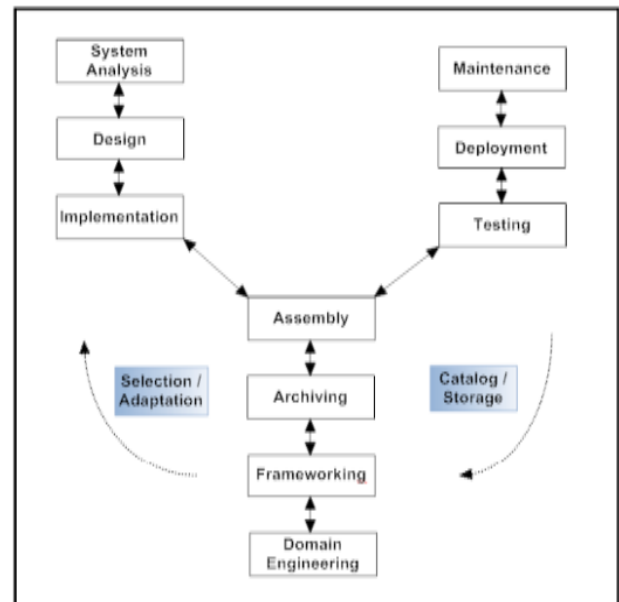 System
Analysis
Design
Implementation
Maintenance
Deployment
Testing
Assembly
Selection /
Adaptation
Archiving
Catalog /
Storage
Frameworking
Domain
Engineering